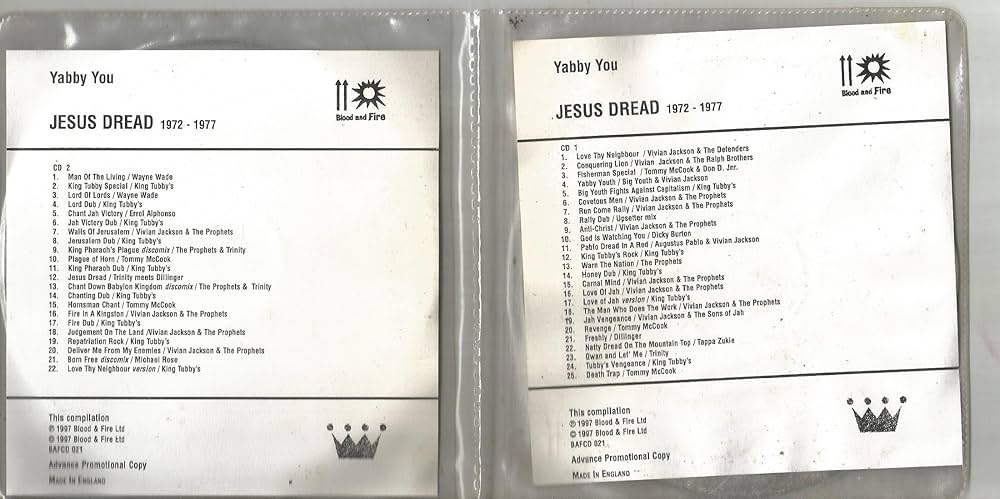 Yabby You
Blood and Fire
JESUS DREAD 1972 - 1977
CD 2
1. Man Of The Living / Wayne Wade
2. King Tubby Special / King Tubby's
3. Lord Of Lords / Wayne Wade
4. Lord Dub / King Tubby's
5. Chant Jah Victory / Errol Alphonso
6. Jah Victory Dub / King Tubby's
7. Walls Of Jerusalem / Vivian Jackson & The Prophets
8. Jerusalem Dub / King Tubby's
9. King Pharaoh's Plague discomix / The Prophets & Trinity
10. Plague of Horn / Tommy McCook
11. King Pharaoh Dub / King Tubby's
12. Jesus Dread / Trinity meets Dillinger
13. Chant Down Babylon Kingdom discomix / The Prophets & Trinity
14. Chanting Dub / King Tubby's
15. Hornsman Chant / Tommy McCook
16. Fire In A Kingston / Vivian Jackson & The Prophets
17. Fire Dub / King Tubby's
18. Judgement On The Land /Vivian Jackson & The Prophets
19. Repatriation Rock / King Tubby's
20. Deliver Me From My Enemies / Vivian Jackson & The Prophets
21. Born Free discomix / Michael Rose
22. Love Thy Neighbour version / King Tubby's
This compilation
℗ 1997 Blood & Fire Ltd
© 1997 Blood & Fire Ltd
BAFCD 021
Advance Promotional Copy
MADE IN ENGLAND
Yabby You
Blood and Fire
JESUS DREAD 1972 - 1977
CD 1
1. Love Thy Neighbour / Vivian Jackson & The Defenders
2. Conquering Lion / Vivian Jackson & The Ralph Brothers
3. Fisherman Special / Tommy McCook & Don D. Jnr.
4. Yabby Youth / Big Youth & Vivian Jackson
5. Big Youth Fights Against Capitalism / King Tubby's
6. Covetous Men / Vivian Jackson & The Prophets
7. Run Come Rally / Vivian Jackson & The Prophets
8. Rally Dub / Upsetter mix
9. Anti-Christ / Vivian Jackson & The Prophets
10. God Is Watching You / Dicky Burton
11. Pablo Dread In A Red / Augustus Pablo & Vivian Jackson
12. King Tubby's Rock / King Tubby's
13. Warn The Nation / The Prophets
14. Honey Dub / King Tubby's
15. Carnal Mind / Vivian Jackson & The Prophets
16. Love Of Jah / Vivian Jackson & The Prophets
17. Love of Jah version / King Tubby's
18. The Man Who Does The Work / Vivian Jackson & The Prophets
19. Jah Vengeance / Vivian Jackson & The Sons of Jah
20. Revenge / Tommy McCook
21. Freshly / Dillinger
22. Natty Dread On The Mountain Top / Tappa Zukie
23. Gwan and Lef' Me / Trinity
24. Tubby's Vengeance / King Tubby's
25. Death Trap / Tommy McCook
This compilation
℗ 1997 Blood & Fire Ltd
© 1997 Blood & Fire Ltd
BAFCD 021
Advance Promotional Copy
MADE IN ENGLAND